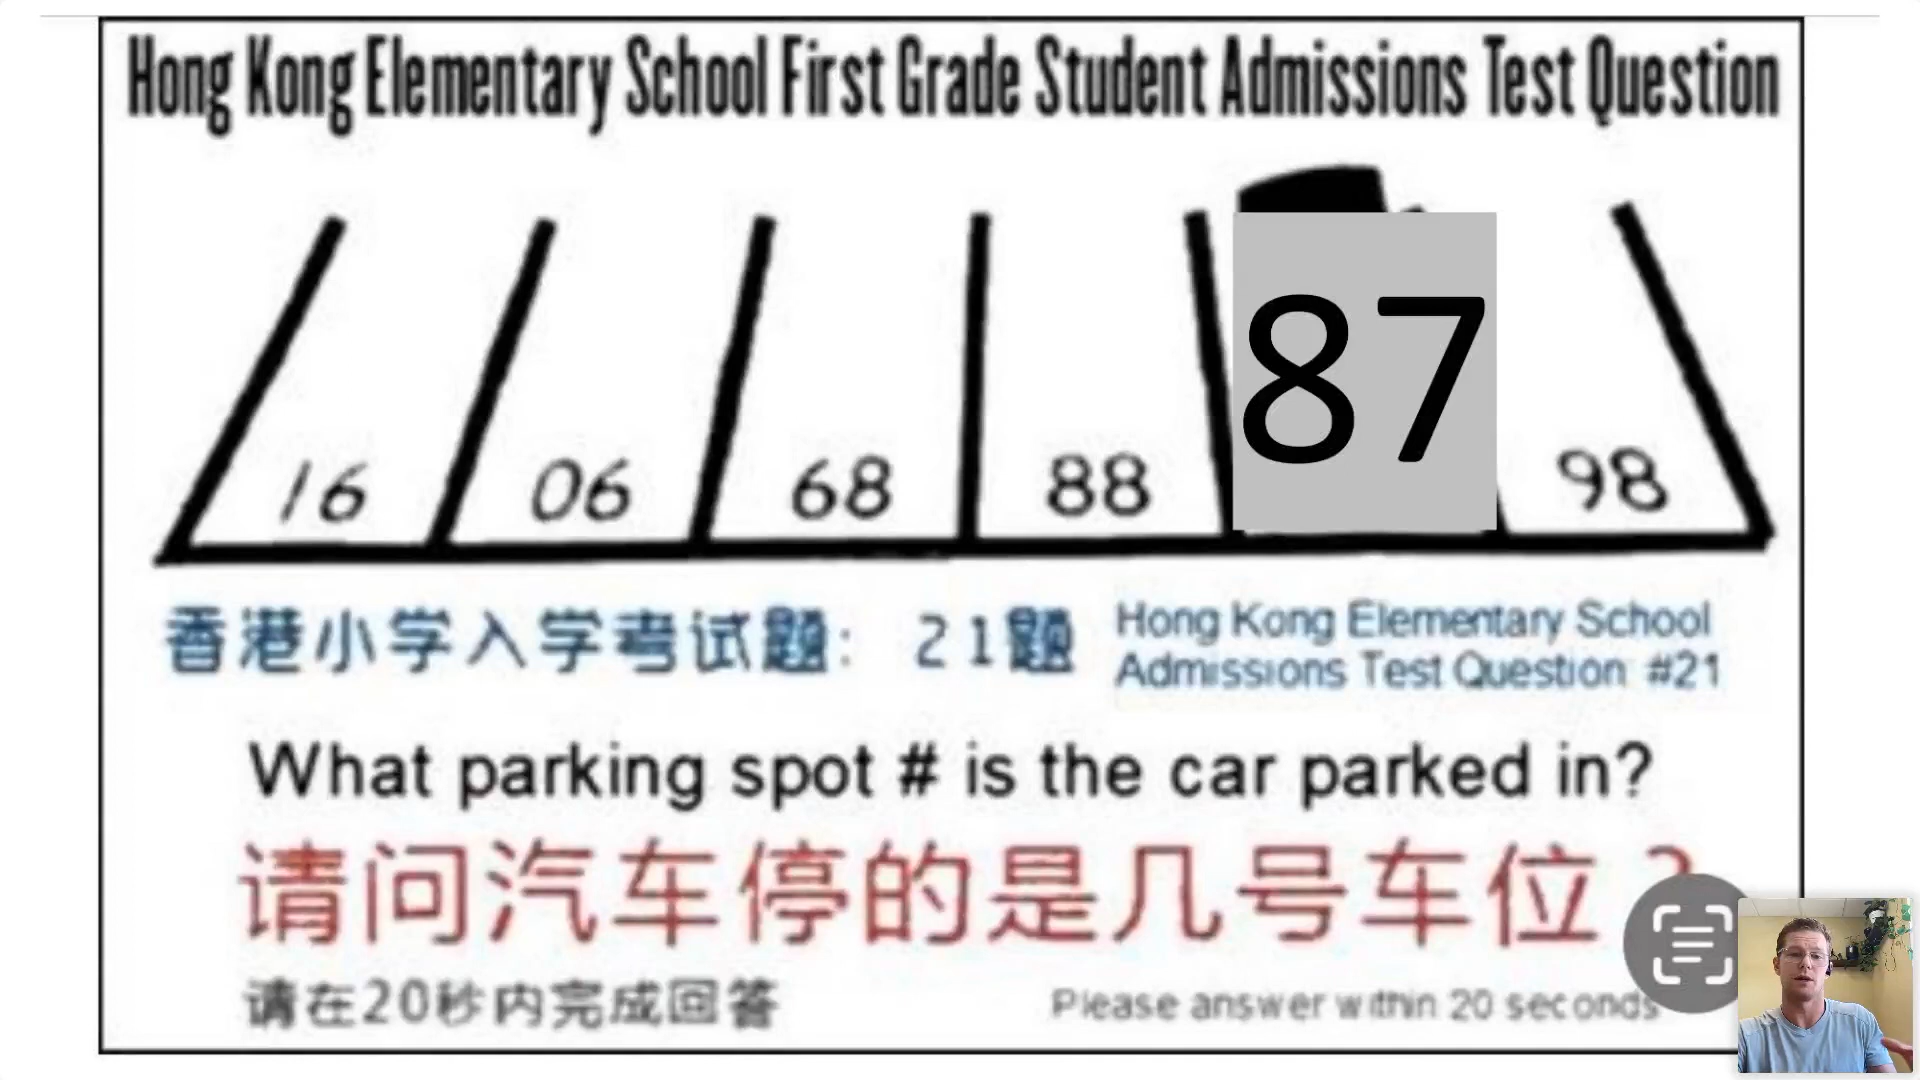 Hong Kong Elementary School First Grade Student Admissions Test Question
16 06 68 88 87 98
香港小学入学考试题: 21题
Hong Kong Elementary School
Admissions Test Question #21
What parking spot # is the car parked in?
请问汽车停的是几号车位？
请在20秒内完成回答
Please answer within 20 seconds